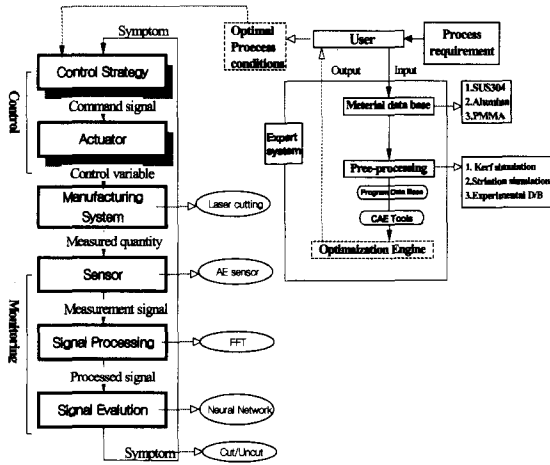 Symptom
Control Strategy
Command signal
Actuator
Control
Control variable
Manufacturing
System
Laser cutting
Measured quantity
Sensor
AE sensor
Measurement signal
Monitoring
Signal Processing
FFT
Processed signal
Signal Evalution
Neural Network
Symptom
Cut/Uncut
Optimal
Proecess
conditions
User
Process
requirement
Output
Input
Expert
system
Meterial data base
1.SUS304
2.Alumina
3.PMMA
Pree-processing
1. Kerf simulation
2.Striation simulation
3.Experimental D/B
Program Data Base
CAE Tools
Optimaization Engine